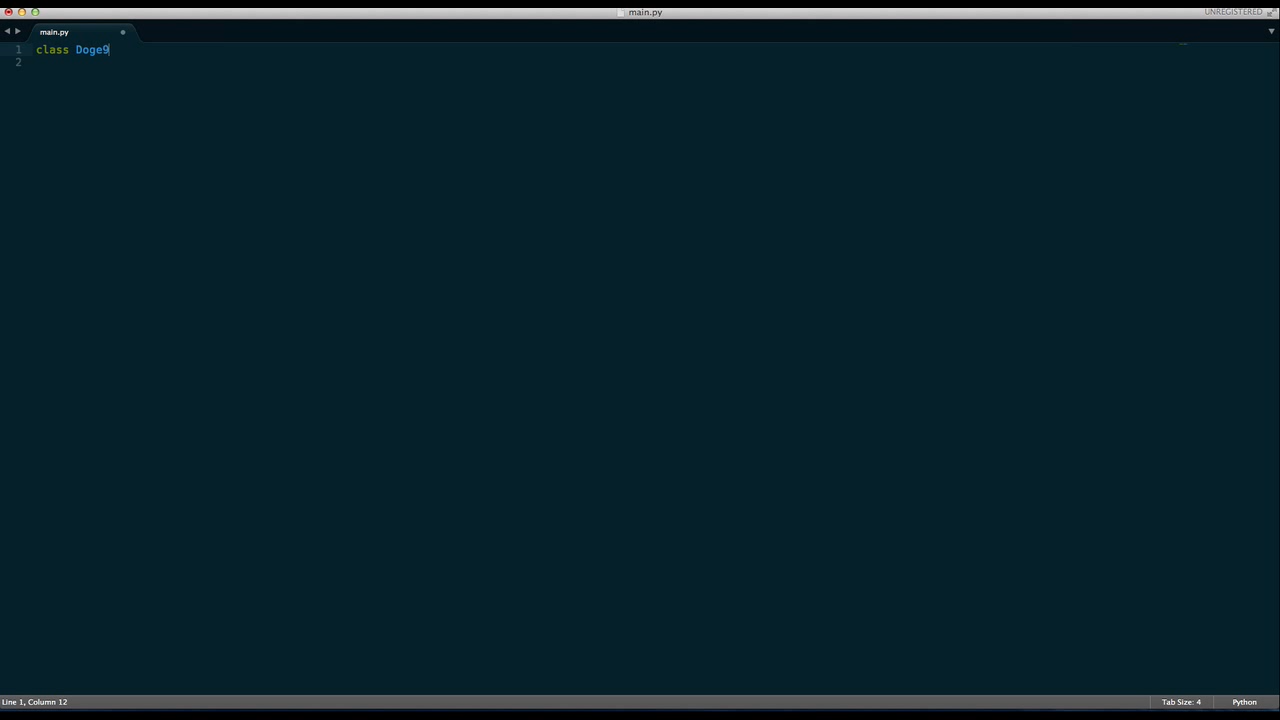 main.py
UNREGISTERED
main.py
1 class Doge9
2
Line 1, Column 12 Tab Size: 4 Python